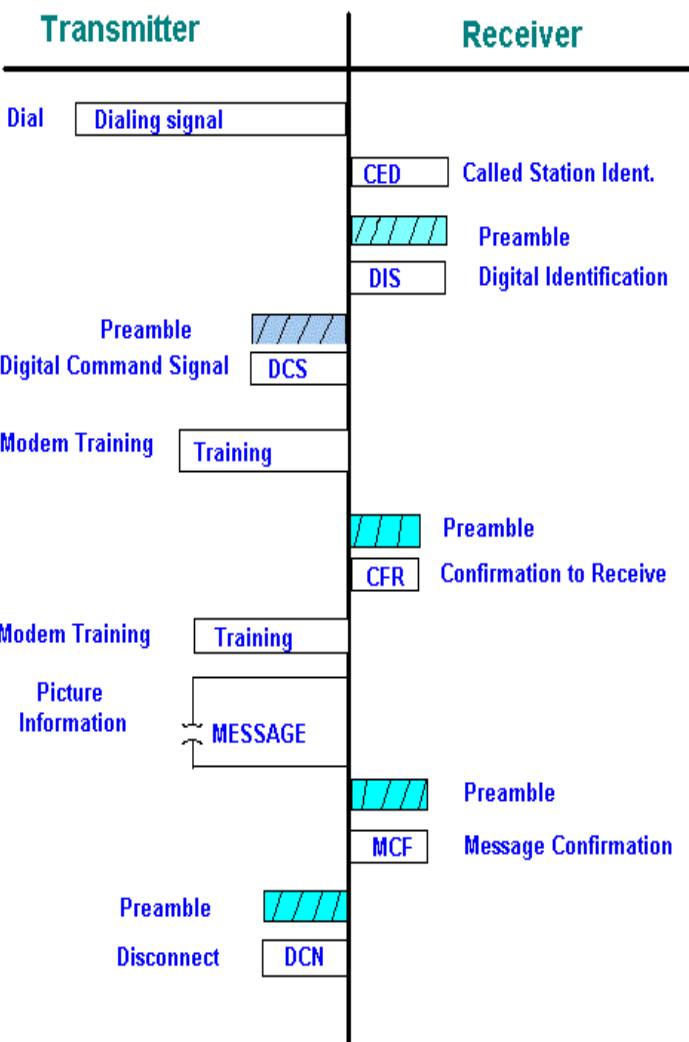 Transmitter
Receiver
Dial
Dialing signal
CED
Called Station Ident.
Preamble
DIS
Digital Identification
Preamble
Digital Command Signal
DCS
Modem Training
Training
Preamble
CFR
Confirmation to Receive
Modem Training
Training
Picture
Information
MESSAGE
Preamble
MCF
Message Confirmation
Preamble
Disconnect
DCN